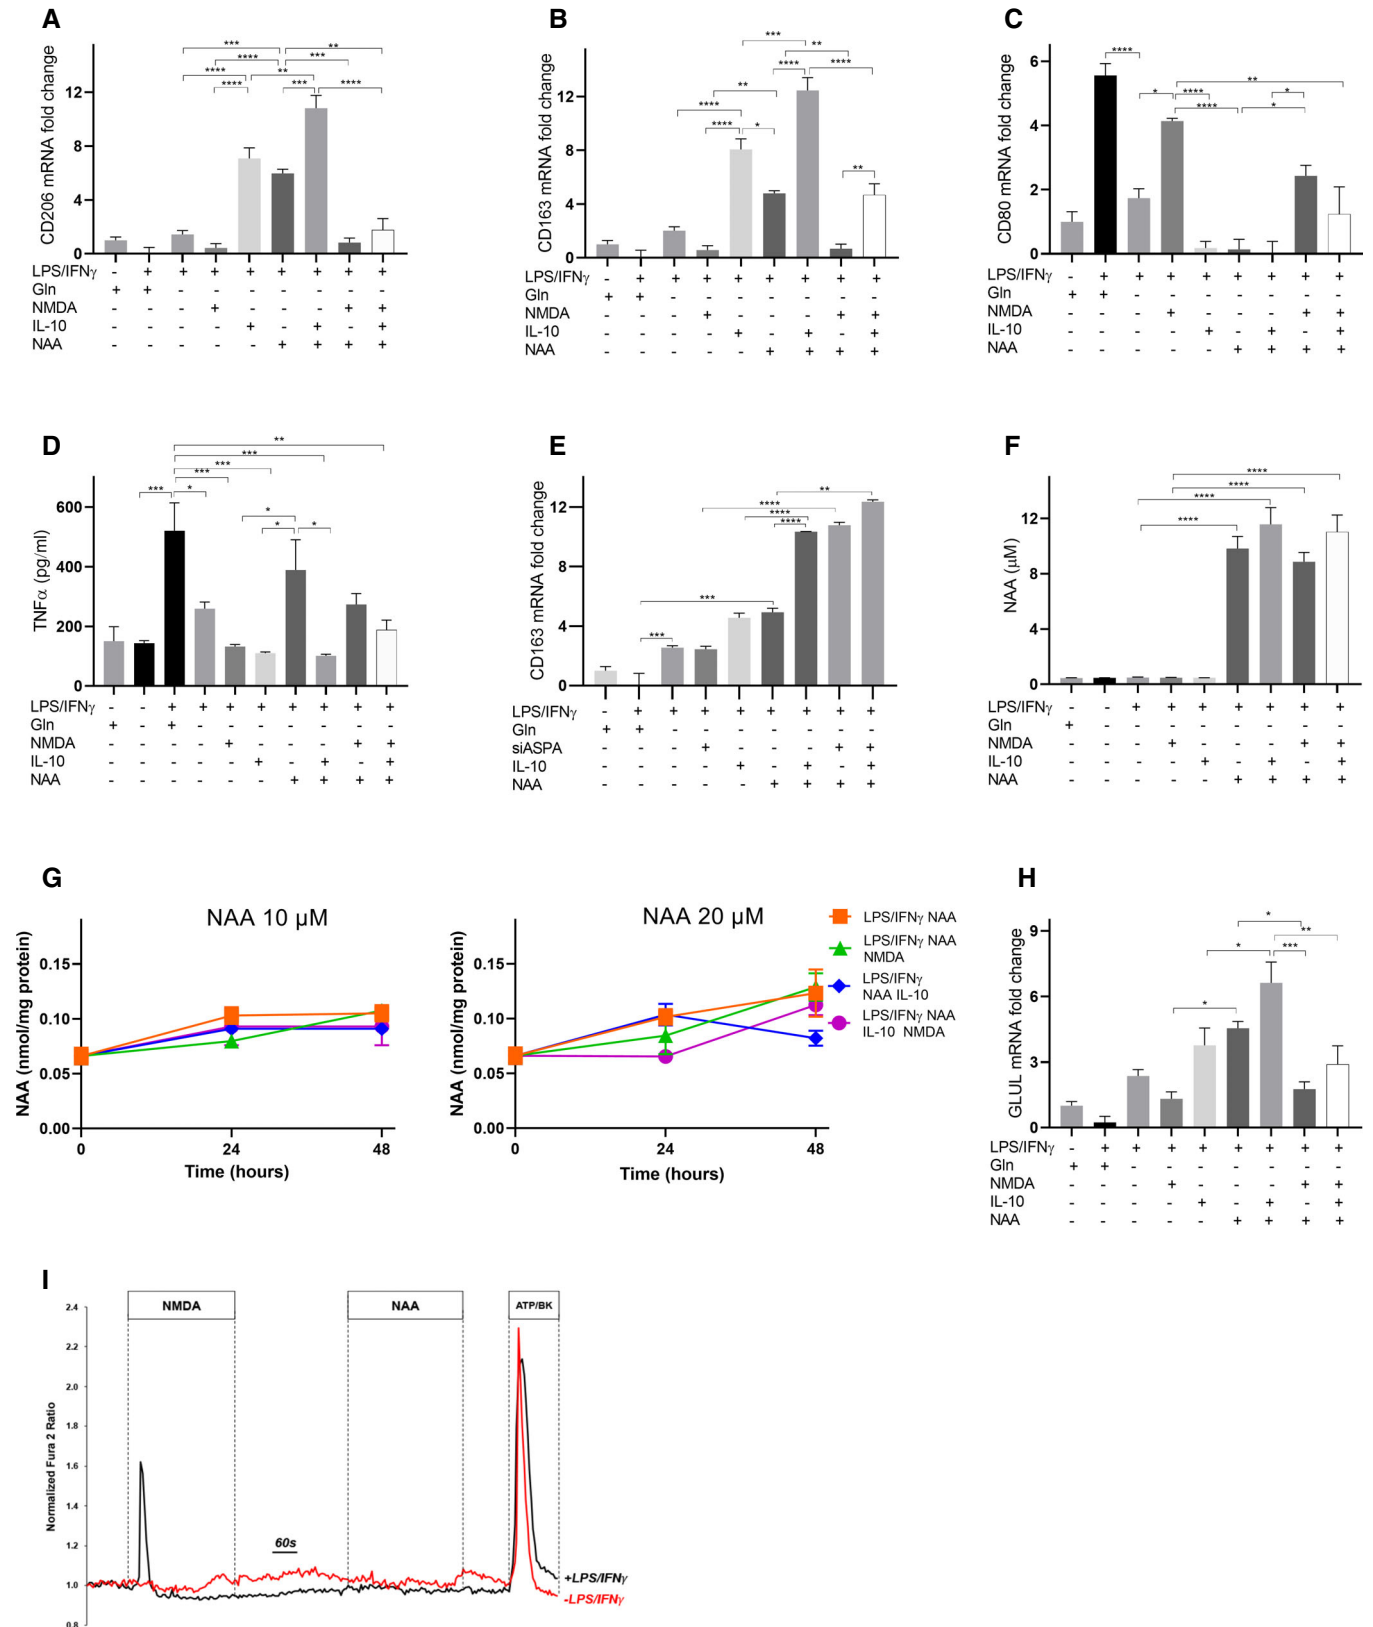 A
CD206 mRNA fold change
12
8
4
0
*** ** **** *** **** ** **** *** ****
LPS/IFNγ - + + + + + + + +
Gln + + - - - - - - -
NMDA - - - + - - - + +
IL-10 - - - - + - + - +
NAA - - - - - + + + +
B
CD163 mRNA fold change
12
8
4
0
*** ** **** **** ** **** **** * **
LPS/IFNγ - + + + + + + + +
Gln + + - - - - - - -
NMDA - - - + - - - + +
IL-10 - - - - + - + - +
NAA - - - - - + + + +
C
CD80 mRNA fold change
6
4
2
0
**** ** * **** * **** *
LPS/IFNγ - + + + + + + + +
Gln + + - - - - - - -
NMDA - - - + - - - + +
IL-10 - - - - + - + - +
NAA - - - - - + + + +
D
TNFα (pg/ml)
600
400
200
0
** *** *** *** *** * * * *
LPS/IFNγ - - + + + + + + + +
Gln + - + - - - - - - -
NMDA - - - - + - - - + +
IL-10 - - - - - + - + - +
NAA - - - - - - + + + +
E
CD163 mRNA fold change
12
8
4
0
** **** **** **** *** ***
LPS/IFNγ - + + + + + + + +
Gln + + - - - - - - -
siASPA - - - + - - - + +
IL-10 - - - - + - + - +
NAA - - - - - + + + +
F
NAA (μM)
12
8
4
0
**** **** **** ****
LPS/IFNγ - - + + + + + + +
Gln + - - - - - - - -
NMDA - - - + - - - + +
IL-10 - - - - + - + - +
NAA - - - - - + + + +
G
NAA 10 μM
NAA (nmol/mg protein)
0.15
0.10
0.05
0.00
0 24 48
Time (hours)
NAA 20 μM
NAA (nmol/mg protein)
0.15
0.10
0.05
0.00
0 24 48
Time (hours)
LPS/IFNγ NAA
LPS/IFNγ NAA
NMDA
LPS/IFNγ
NAA IL-10
LPS/IFNγ NAA
IL-10 NMDA
H
GLUL mRNA fold change
9
6
3
0
* ** * *** *
LPS/IFNγ - + + + + + + + +
Gln + + - - - - - - -
NMDA - - - + - - - + +
IL-10 - - - - + - + - +
NAA - - - - - + + + +
I
NMDA NAA ATP/BK
Normalized Fura 2 Ratio
2.4
2.2
2.0
1.8
1.6
1.4
1.2
1.0
0.8
60s
+LPS/IFNγ
-LPS/IFNγ